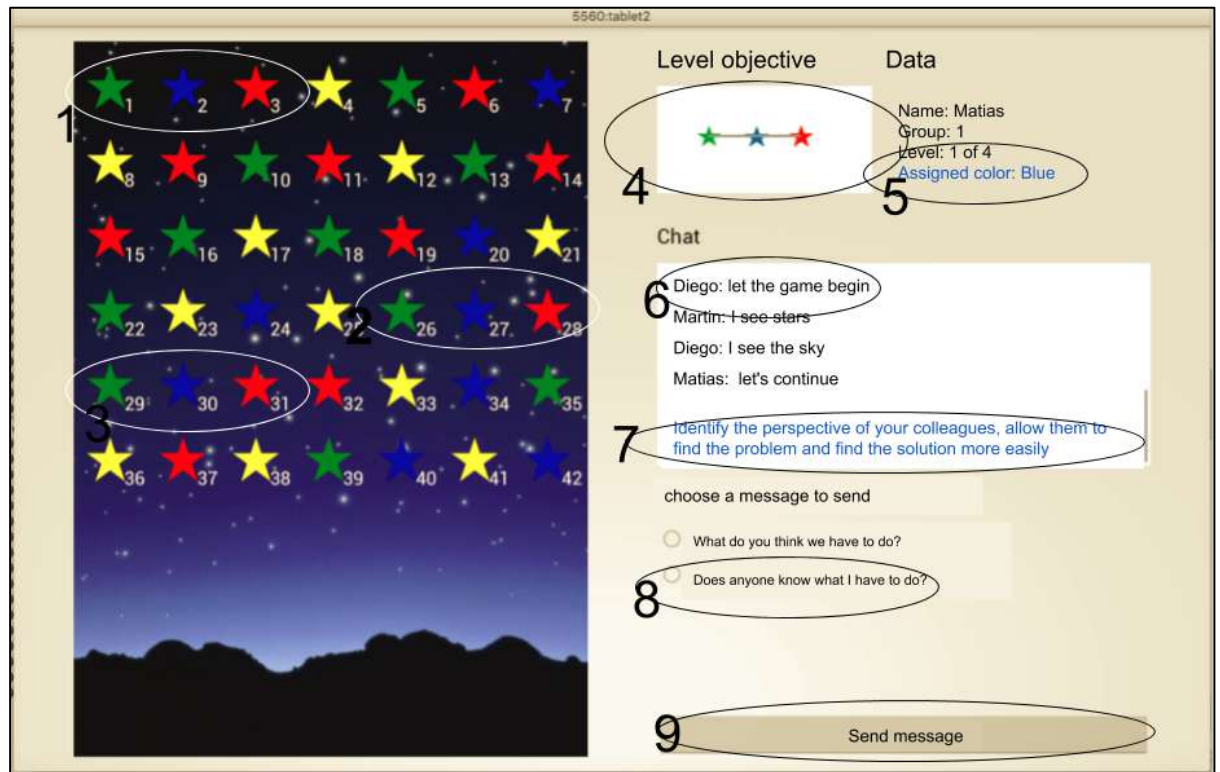 5560:tablet2
1 2 3 4 5 6 7
1
8 9 10 11 12 13 14
15 16 17 18 19 20 21
22 23 24 25 26 27 28
2
29 30 31 32 33 34 35
3
36 37 38 39 40 41 42
Level objective
4
Data
Name: Matias
Group: 1
Level: 1 of 4
Assigned color: Blue
5
Chat
6
Diego: let the game begin
Martin: I see stars
Diego: I see the sky
Matias: let's continue
7
Identify the perspective of your colleagues, allow them to
find the problem and find the solution more easily
choose a message to send
What do you think we have to do?
8
Does anyone know what I have to do?
9
Send message